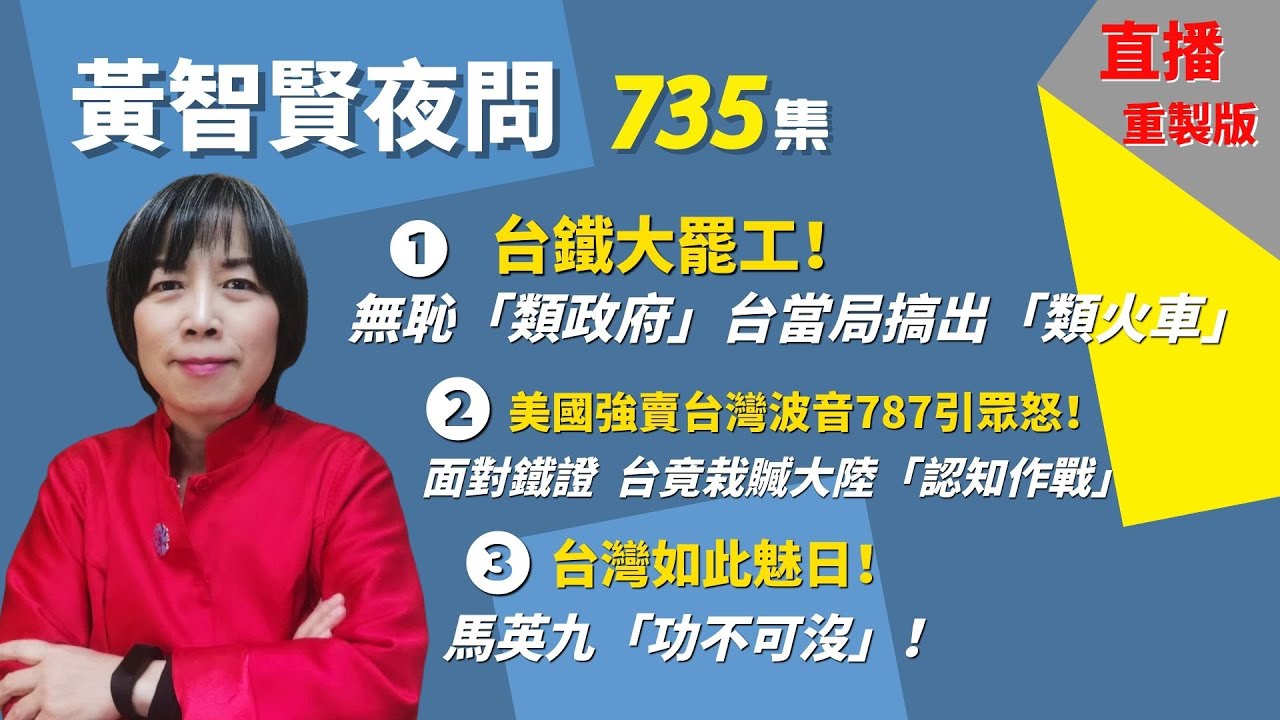 黃智賢夜問 735集
直播
重製版
❶ 台鐵大罷工!
無恥「類政府」台當局搞出「類火車」
❷ 美國強賣台灣波音787引眾怒!
面對鐵證 台竟栽贓大陸「認知作戰」
❸ 台灣如此魅日!
馬英九「功不可沒」!